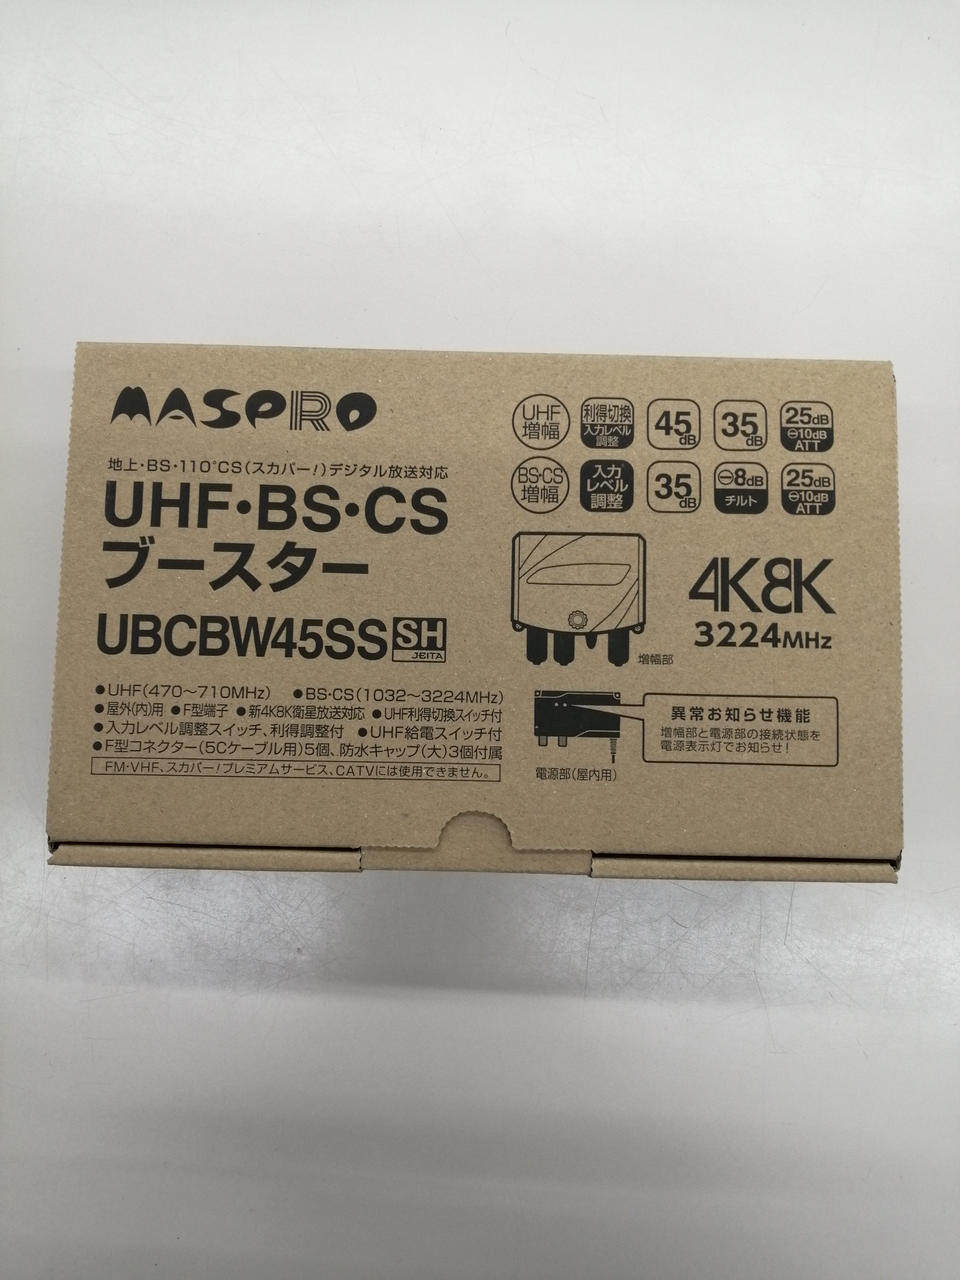 MASPRO
地上・BS・110°CS(スカパー!)デジタル放送対応
UHF・BS・CS
ブースター
UBCBW45SS SH JEITA
UHF増幅 利得切換 入力レベル調整 45dB 35dB 25dB ⊖10dB ATT
BS・CS増幅 入力レベル調整 35dB ⊖8dB チルト 25dB ⊖10dB ATT
4K8K
3224MHz
増幅部
●UHF(470〜710MHz) ●BS・CS(1032〜3224MHz)
●屋外(内)用 ●F型端子 ●新4K8K衛星放送対応 ●UHF利得切換スイッチ付
●入力レベル調整スイッチ、利得調整付 ●UHF給電スイッチ付
●F型コネクター(5Cケーブル用)5個、防水キャップ(大)3個付属
FM・VHF、スカパー!プレミアムサービス、CATVには使用できません。
異常お知らせ機能
増幅部と電源部の接続状態を
電源表示灯でお知らせ!
電源部(屋内用)